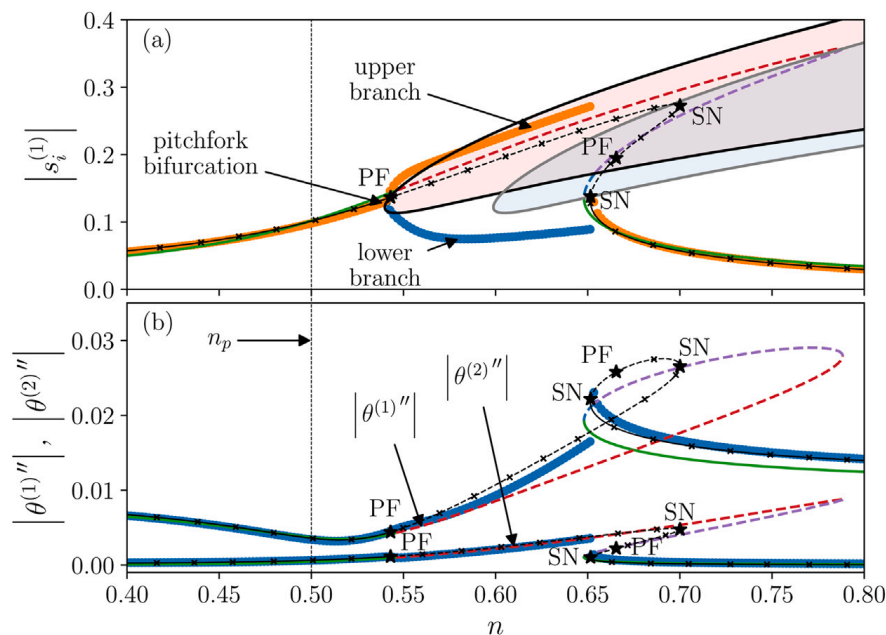 (a)
0.4
0.3
0.2
0.1
0.0
|s_i^{(1)}|
upper
branch
pitchfork
bifurcation
PF
lower
branch
SN
PF
SN
(b)
0.03
0.02
0.01
0.00
|θ^{(1)}″|, |θ^{(2)}″|
n_p
|θ^{(1)}″|
|θ^{(2)}″|
PF
SN
SN
PF
PF
SN
SN
PF
0.40 0.45 0.50 0.55 0.60 0.65 0.70 0.75 0.80
n